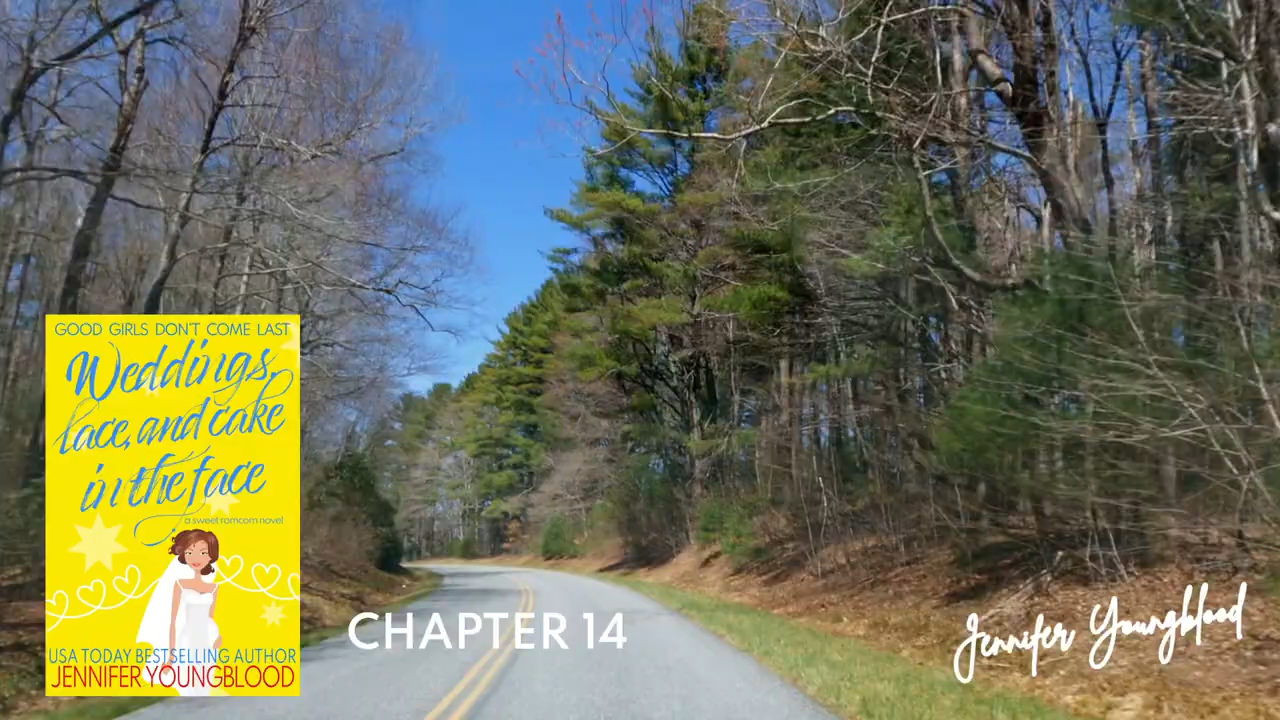 GOOD GIRLS DON'T COME LAST
Weddings,
lace, and cake
in the face
a sweet romcom novel
USA TODAY BESTSELLING AUTHOR
JENNIFER YOUNGBLOOD
CHAPTER 14
Jennifer Youngblood